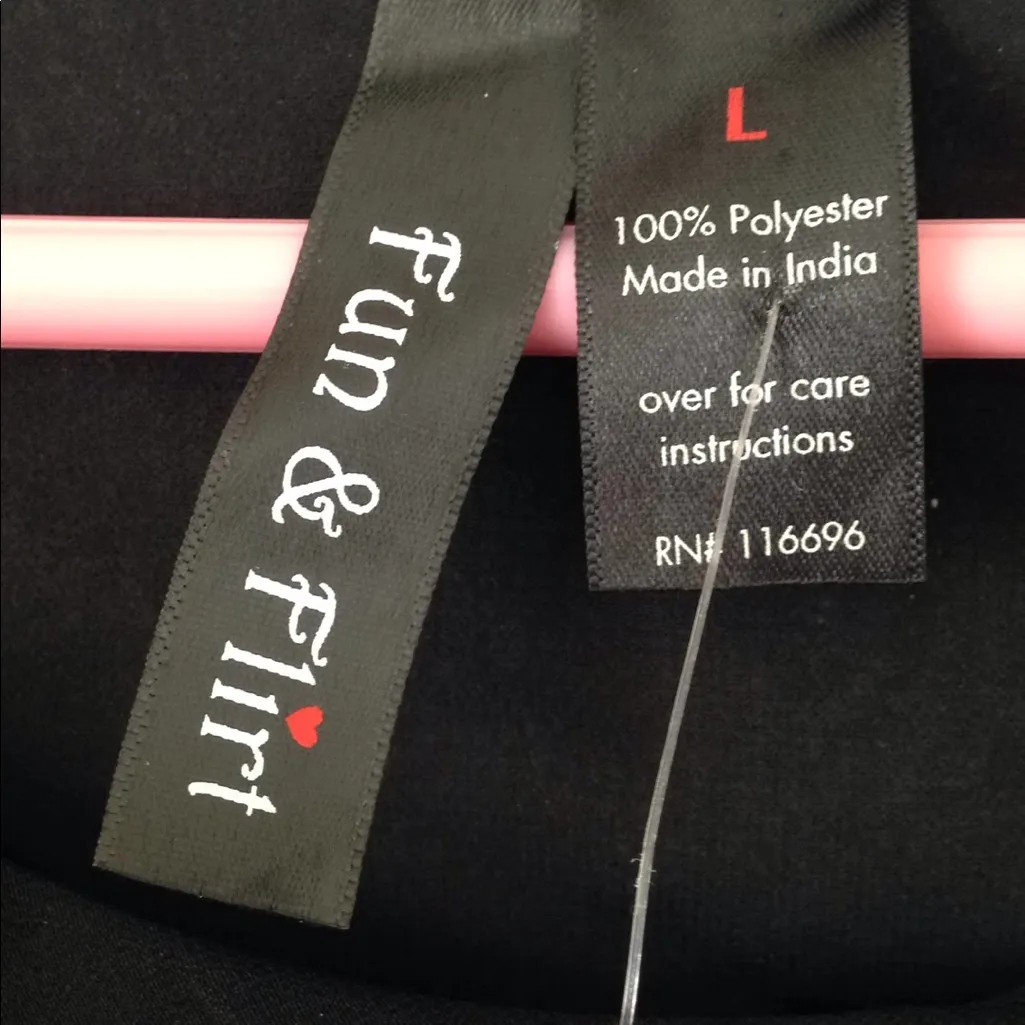 Fun & Flirt
L
100% Polyester
Made in India
over for care
instructions
RN# 116696